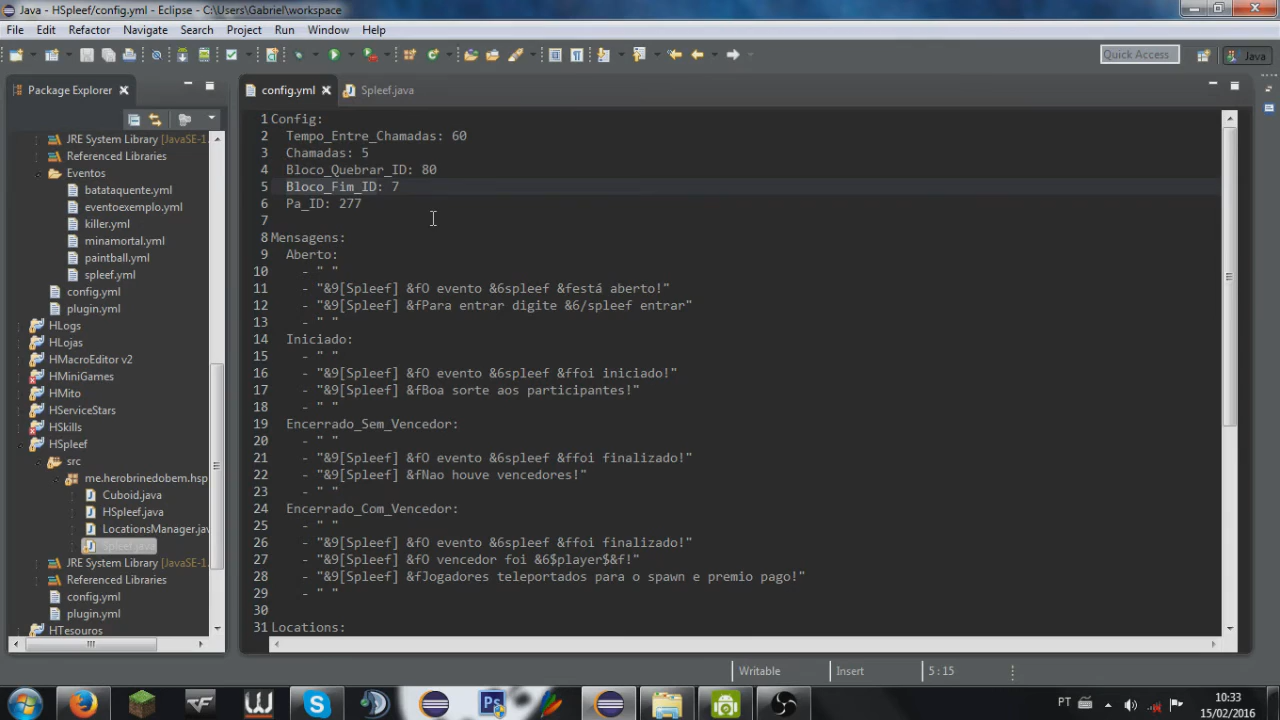 Java - HSpleef/config.yml - Eclipse - C:\Users\Gabriel\workspace
File Edit Refactor Navigate Search Project Run Window Help
Quick Access
Java
Package Explorer
config.yml
Spleef.java
JRE System Library [JavaSE-1.
Referenced Libraries
Eventos
batataquente.yml
eventoexemplo.yml
killer.yml
minamortal.yml
paintball.yml
spleef.yml
config.yml
plugin.yml
HLogs
HLojas
HMacroEditor v2
HMiniGames
HMito
HServiceStars
HSkills
HSpleef
src
me.herobrinedobem.hsp
Cuboid.java
HSpleef.java
LocationsManager.jav
Spleef.java
JRE System Library [JavaSE-1.
Referenced Libraries
config.yml
plugin.yml
HTesouros
1 Config:
2 Tempo_Entre_Chamadas: 60
3 Chamadas: 5
4 Bloco_Quebrar_ID: 80
5 Bloco_Fim_ID: 7
6 Pa_ID: 277
7
8 Mensagens:
9 Aberto:
10 - " "
11 - "&9[Spleef] &fO evento &6spleef &festá aberto!"
12 - "&9[Spleef] &fPara entrar digite &6/spleef entrar"
13 - " "
14 Iniciado:
15 - " "
16 - "&9[Spleef] &fO evento &6spleef &ffoi iniciado!"
17 - "&9[Spleef] &fBoa sorte aos participantes!"
18 - " "
19 Encerrado_Sem_Vencedor:
20 - " "
21 - "&9[Spleef] &fO evento &6spleef &ffoi finalizado!"
22 - "&9[Spleef] &fNao houve vencedores!"
23 - " "
24 Encerrado_Com_Vencedor:
25 - " "
26 - "&9[Spleef] &fO evento &6spleef &ffoi finalizado!"
27 - "&9[Spleef] &fO vencedor foi &6$player$&f!"
28 - "&9[Spleef] &fJogadores teleportados para o spawn e premio pago!"
29 - " "
30
31 Locations:
Writable
Insert
5 : 15
Ps
PT
10:33
15/02/2016